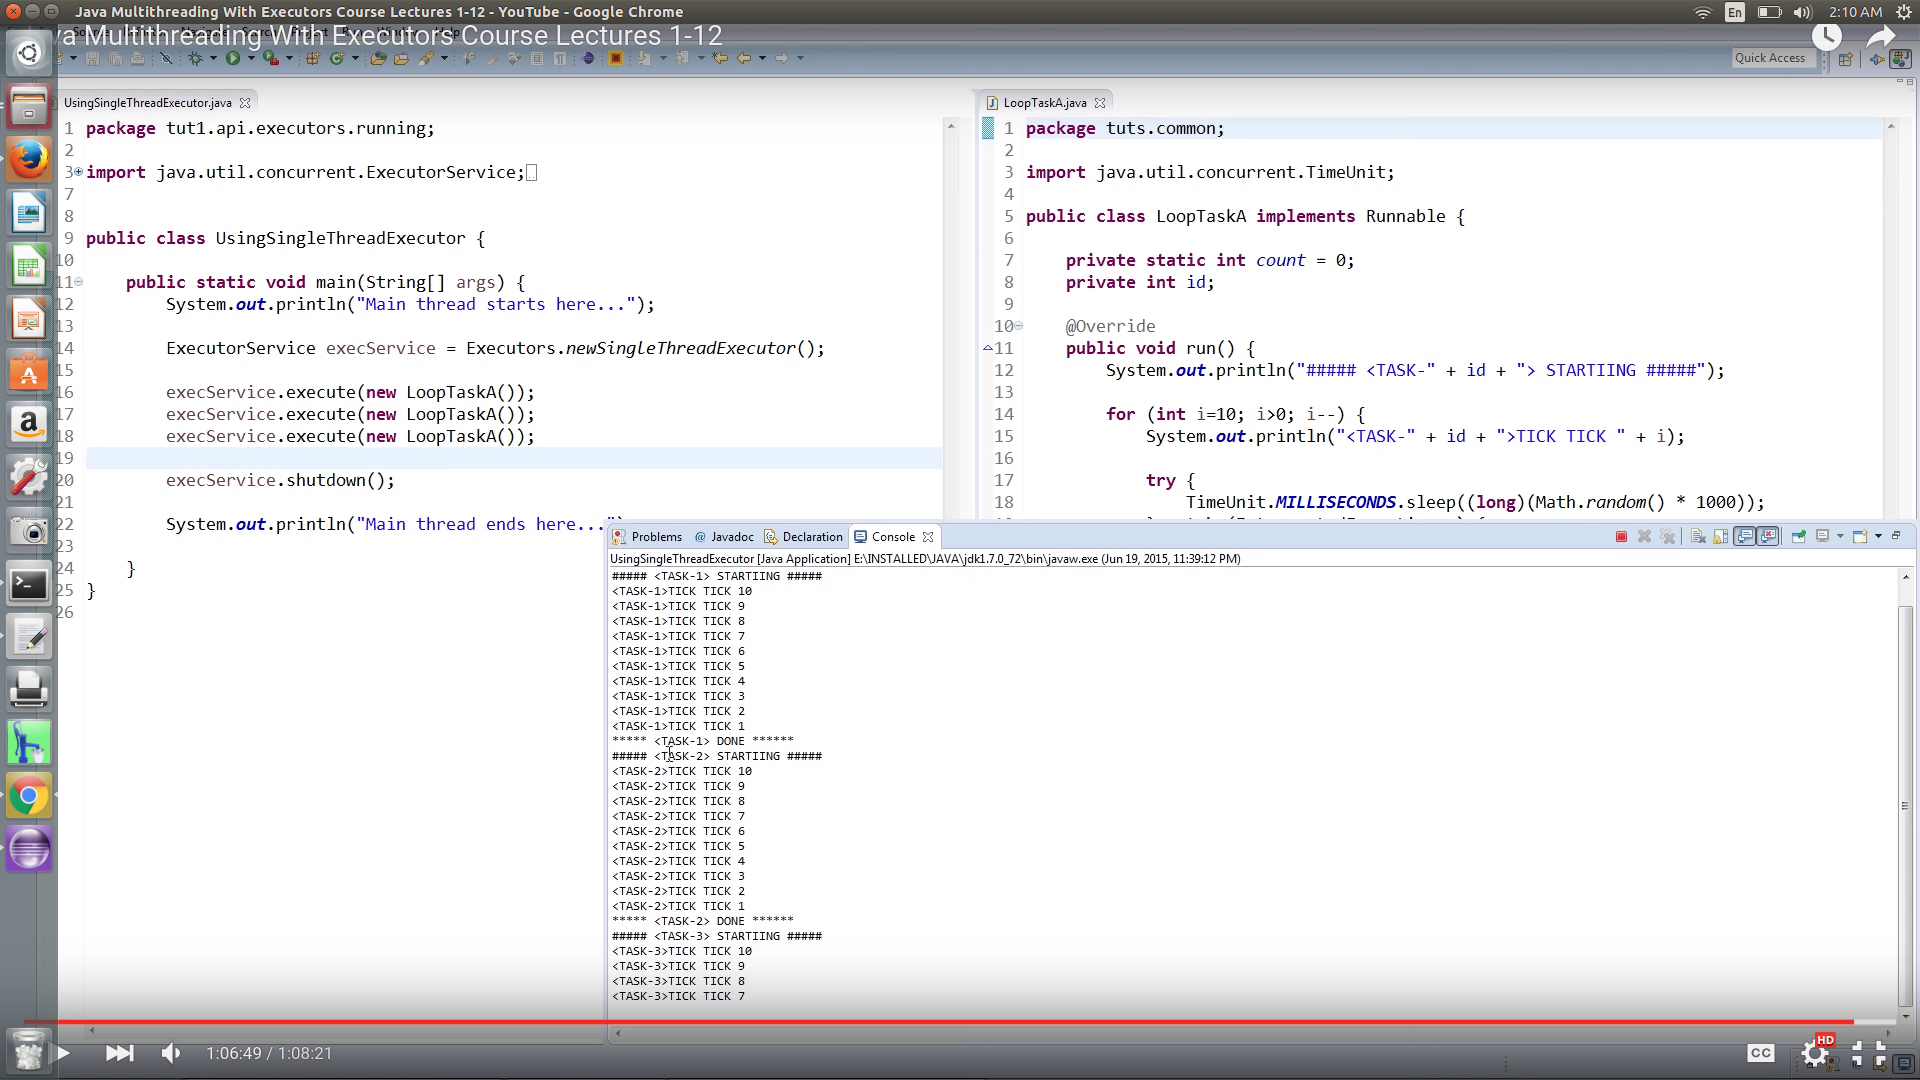 Java Multithreading With Executors Course Lectures 1-12 - YouTube - Google Chrome
En
2:10 AM
va Multithreading With Executors Course Lectures 1-12
Quick Access
UsingSingleThreadExecutor.java
1 package tut1.api.executors.running;
2
3 import java.util.concurrent.ExecutorService;
7
8
9 public class UsingSingleThreadExecutor {
10
11 public static void main(String[] args) {
12 System.out.println("Main thread starts here...");
13
14 ExecutorService execService = Executors.newSingleThreadExecutor();
15
16 execService.execute(new LoopTaskA());
17 execService.execute(new LoopTaskA());
18 execService.execute(new LoopTaskA());
19
20 execService.shutdown();
21
22 System.out.println("Main thread ends here...")
23
24 }
25 }
26
LoopTaskA.java
1 package tuts.common;
2
3 import java.util.concurrent.TimeUnit;
4
5 public class LoopTaskA implements Runnable {
6
7 private static int count = 0;
8 private int id;
9
10 @Override
11 public void run() {
12 System.out.println("##### <TASK-" + id + "> STARTIING #####");
13
14 for (int i=10; i>0; i--) {
15 System.out.println("<TASK-" + id + ">TICK TICK " + i);
16
17 try {
18 TimeUnit.MILLISECONDS.sleep((long)(Math.random() * 1000));
Problems @ Javadoc Declaration Console
UsingSingleThreadExecutor [Java Application] E:\INSTALLED\JAVA\jdk1.7.0_72\bin\javaw.exe (Jun 19, 2015, 11:39:12 PM)
##### <TASK-1> STARTIING #####
<TASK-1>TICK TICK 10
<TASK-1>TICK TICK 9
<TASK-1>TICK TICK 8
<TASK-1>TICK TICK 7
<TASK-1>TICK TICK 6
<TASK-1>TICK TICK 5
<TASK-1>TICK TICK 4
<TASK-1>TICK TICK 3
<TASK-1>TICK TICK 2
<TASK-1>TICK TICK 1
***** <TASK-1> DONE ******
##### <TASK-2> STARTIING #####
<TASK-2>TICK TICK 10
<TASK-2>TICK TICK 9
<TASK-2>TICK TICK 8
<TASK-2>TICK TICK 7
<TASK-2>TICK TICK 6
<TASK-2>TICK TICK 5
<TASK-2>TICK TICK 4
<TASK-2>TICK TICK 3
<TASK-2>TICK TICK 2
<TASK-2>TICK TICK 1
***** <TASK-2> DONE ******
##### <TASK-3> STARTIING #####
<TASK-3>TICK TICK 10
<TASK-3>TICK TICK 9
<TASK-3>TICK TICK 8
<TASK-3>TICK TICK 7
1:06:49 / 1:08:21
CC
HD